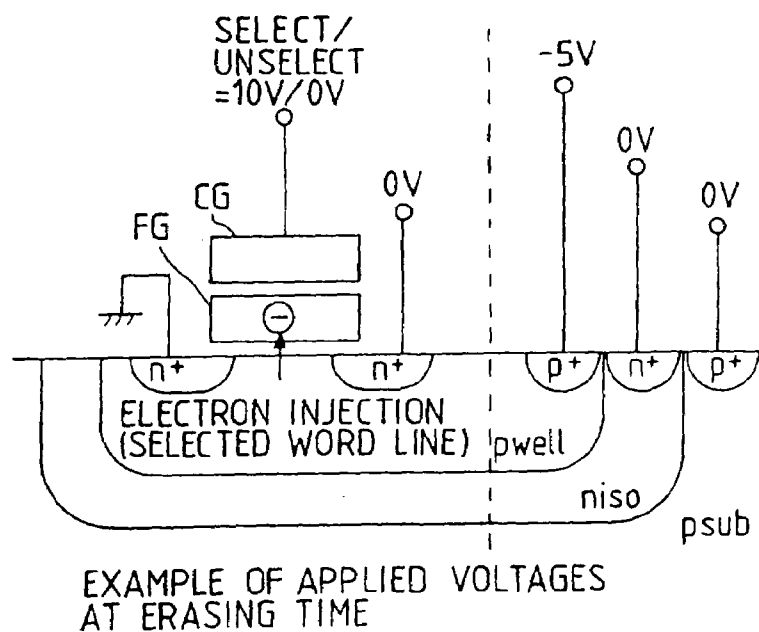 SELECT/
UNSELECT
=10V/0V
-5V
0V
0V
0V
CG
FG
−
n+
n+
p+
n+
p+
ELECTRON INJECTION
(SELECTED WORD LINE)
pwell
niso
psub
EXAMPLE OF APPLIED VOLTAGES
AT ERASING TIME